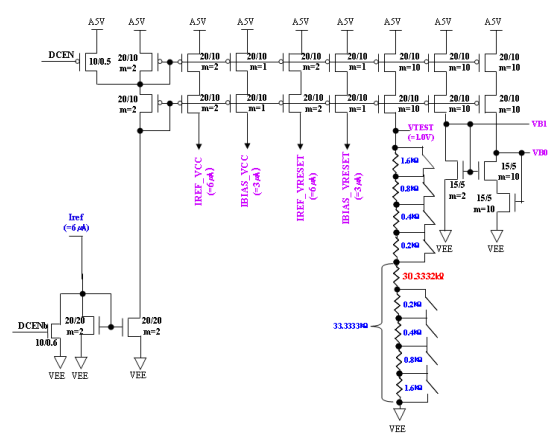 A5V A5V A5V A5V A5V A5V A5V A5V A5V
DCEN
10/0.5
20/10
m=2
20/10
m=2
20/10
m=1
20/10
m=2
20/10
m=1
20/10
m=10
20/10
m=10
20/10
m=10
20/10
m=2
20/10
m=2
20/10
m=1
20/10
m=2
20/10
m=1
20/10
m=10
20/10
m=10
20/10
m=10
IREF_VCC
(=6㎂)
IBIAS_VCC
(=3㎂)
IREF_VRESET
(=6㎂)
IBIAS_VRESET
(=3㎂)
VTEST
(=1.0V)
VB1
VB0
1.6kΩ
0.8kΩ
0.4kΩ
0.2kΩ
15/5
m=2
15/5
m=10
15/5
m=10
VEE VEE
30.3332kΩ
33.3333kΩ
0.2kΩ
0.4kΩ
0.8kΩ
1.6kΩ
VEE
Iref
(=6㎂)
DCENb
10/0.6
20/20
m=2
20/20
m=2
VEE VEE VEE